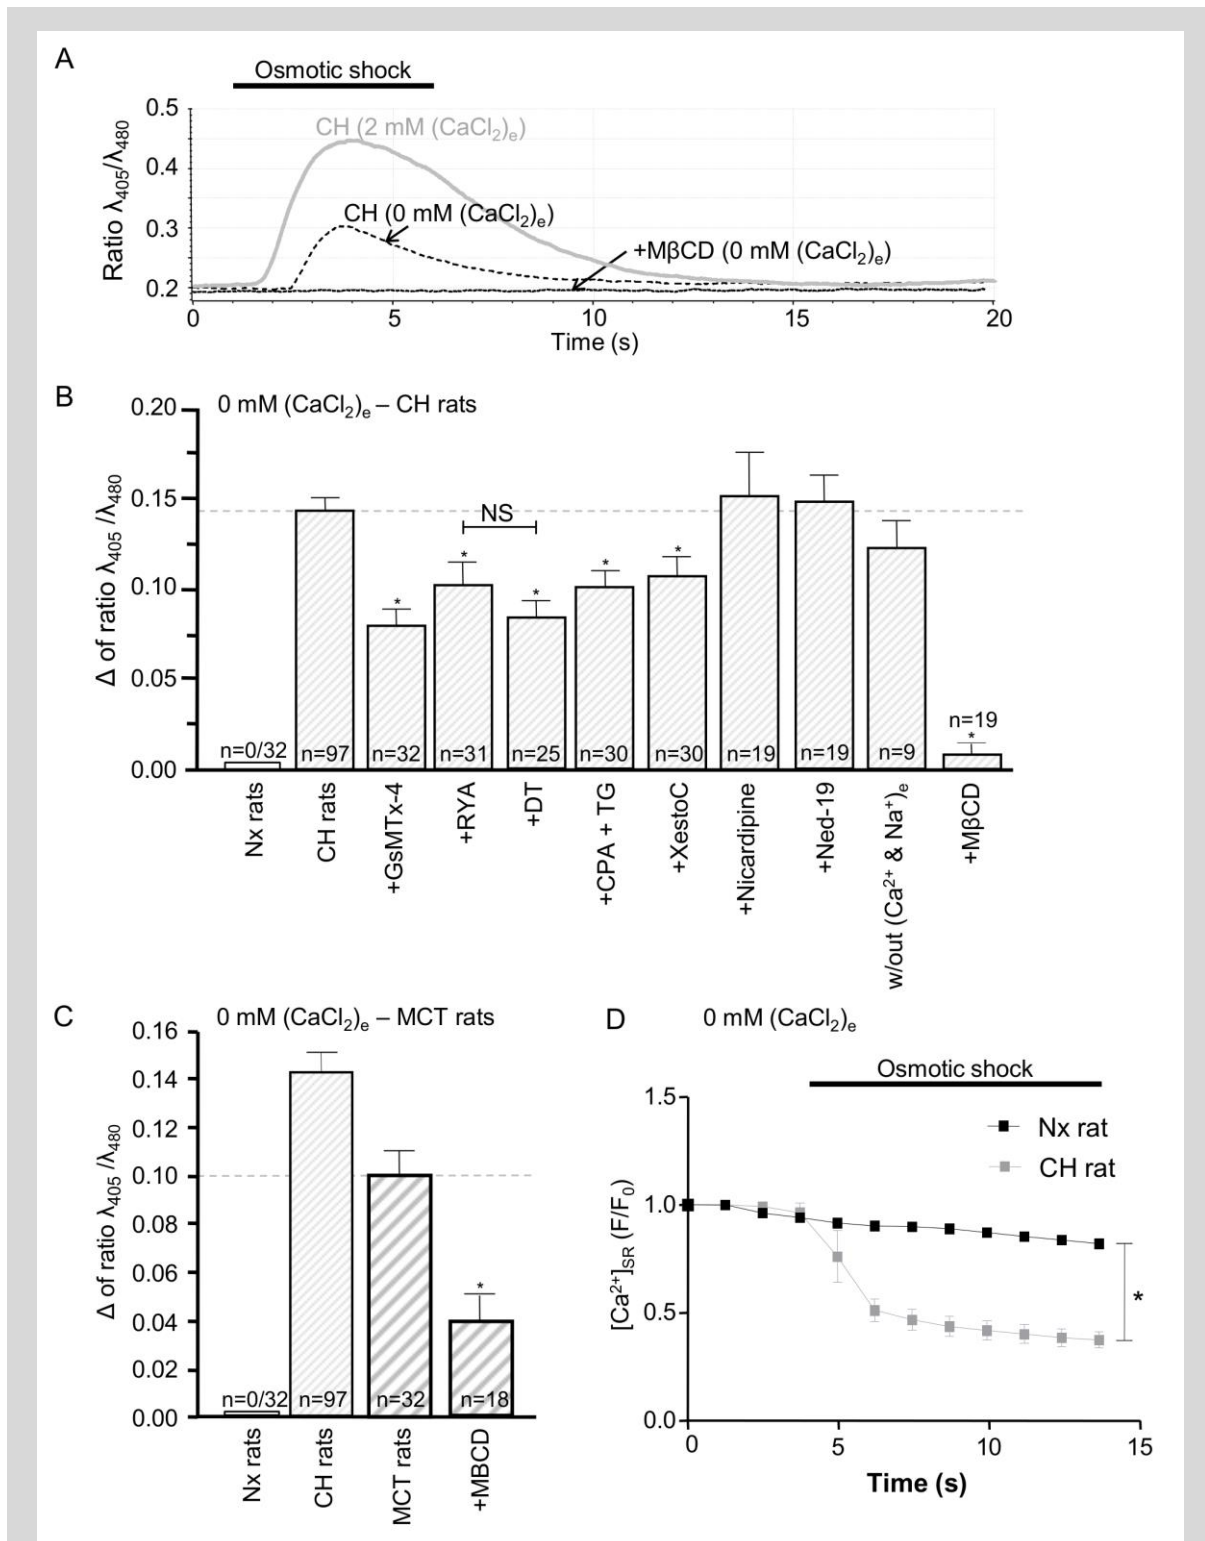 A
Osmotic shock
Ratio λ405/λ480
0.5
0.4
0.3
0.2
CH (2 mM (CaCl2)e)
CH (0 mM (CaCl2)e)
+MβCD (0 mM (CaCl2)e)
0 5 10 15 20
Time (s)
B
0 mM (CaCl2)e – CH rats
Δ of ratio λ405 /λ480
0.20
0.15
0.10
0.05
0.00
NS
* * * * * *
n=0/32 n=97 n=32 n=31 n=25 n=30 n=30 n=19 n=19 n=9 n=19
Nx rats
CH rats
+GsMTx-4
+RYA
+DT
+CPA + TG
+XestoC
+Nicardipine
+Ned-19
w/out (Ca2+ & Na+)e
+MβCD
C
0 mM (CaCl2)e – MCT rats
Δ of ratio λ405 /λ480
0.16
0.14
0.12
0.10
0.08
0.06
0.04
0.02
0.00
*
n=0/32 n=97 n=32 n=18
Nx rats
CH rats
MCT rats
+MBCD
D
0 mM (CaCl2)e
Osmotic shock
[Ca2+]SR (F/F0)
1.5
1.0
0.5
0.0
Nx rat
CH rat
*
0 5 10 15
Time (s)